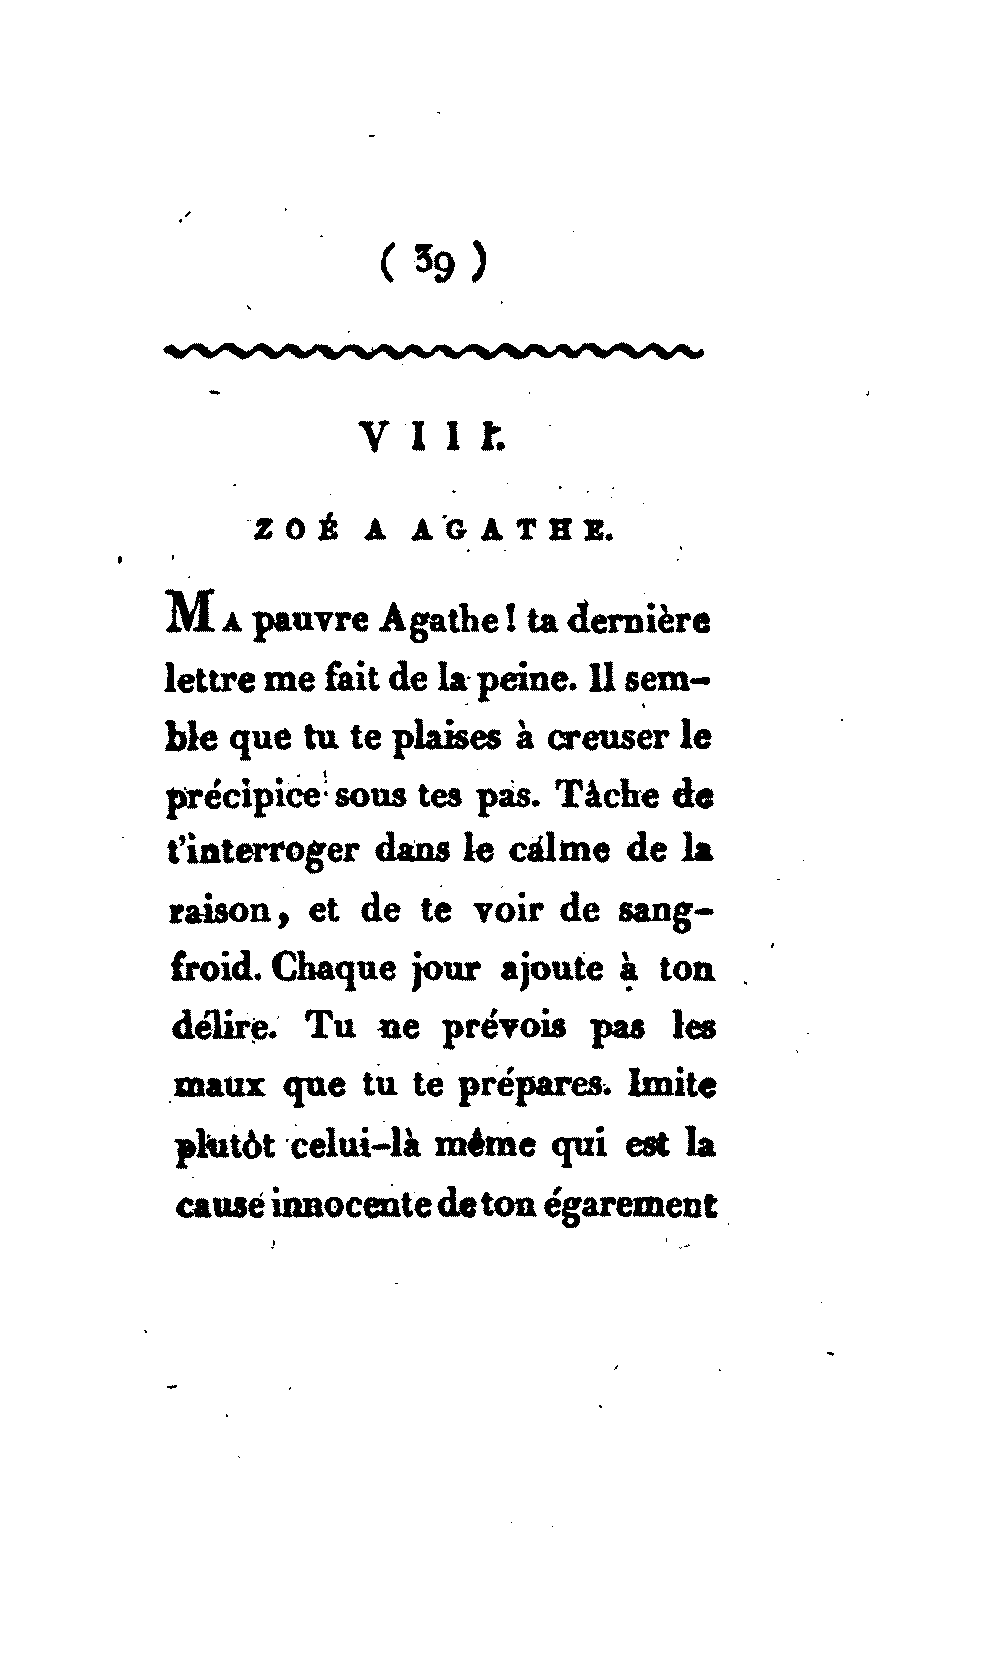 ( 39 )
VIII.
ZOÉ A AGATHE.
MA pauvre Agathe ! ta dernière
lettre me fait de la peine. Il sem-
ble que tu te plaises à creuser le
précipice sous tes pas. Tâche de
t'interroger dans le calme de la
raison, et de te voir de sang-
froid. Chaque jour ajoute à ton
délire. Tu ne prévois pas les
maux que tu te prépares. Imite
plutôt celui-là même qui est la
cause innocente de ton égarement